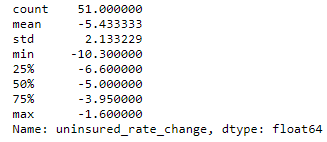 count 51.000000
mean -5.433333
std 2.133229
min -10.300000
25% -6.600000
50% -5.000000
75% -3.950000
max -1.600000
Name: uninsured_rate_change, dtype: float64